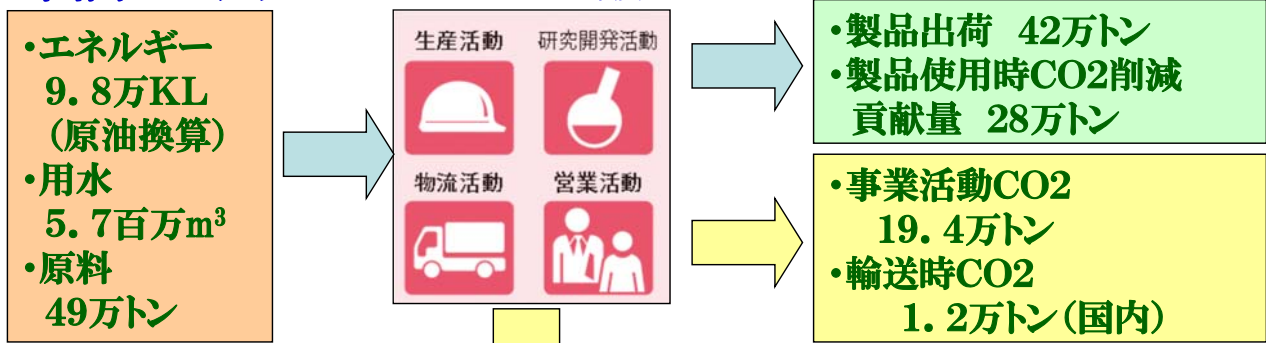 ・エネルギー
9．8万KL
（原油換算）
・用水
5．7百万m³
・原料
49万トン
生産活動 研究開発活動
物流活動 営業活動
・製品出荷 42万トン
・製品使用時CO2削減
貢献量 28万トン
・事業活動CO2
19．4万トン
・輸送時CO2
1．2万トン（国内）